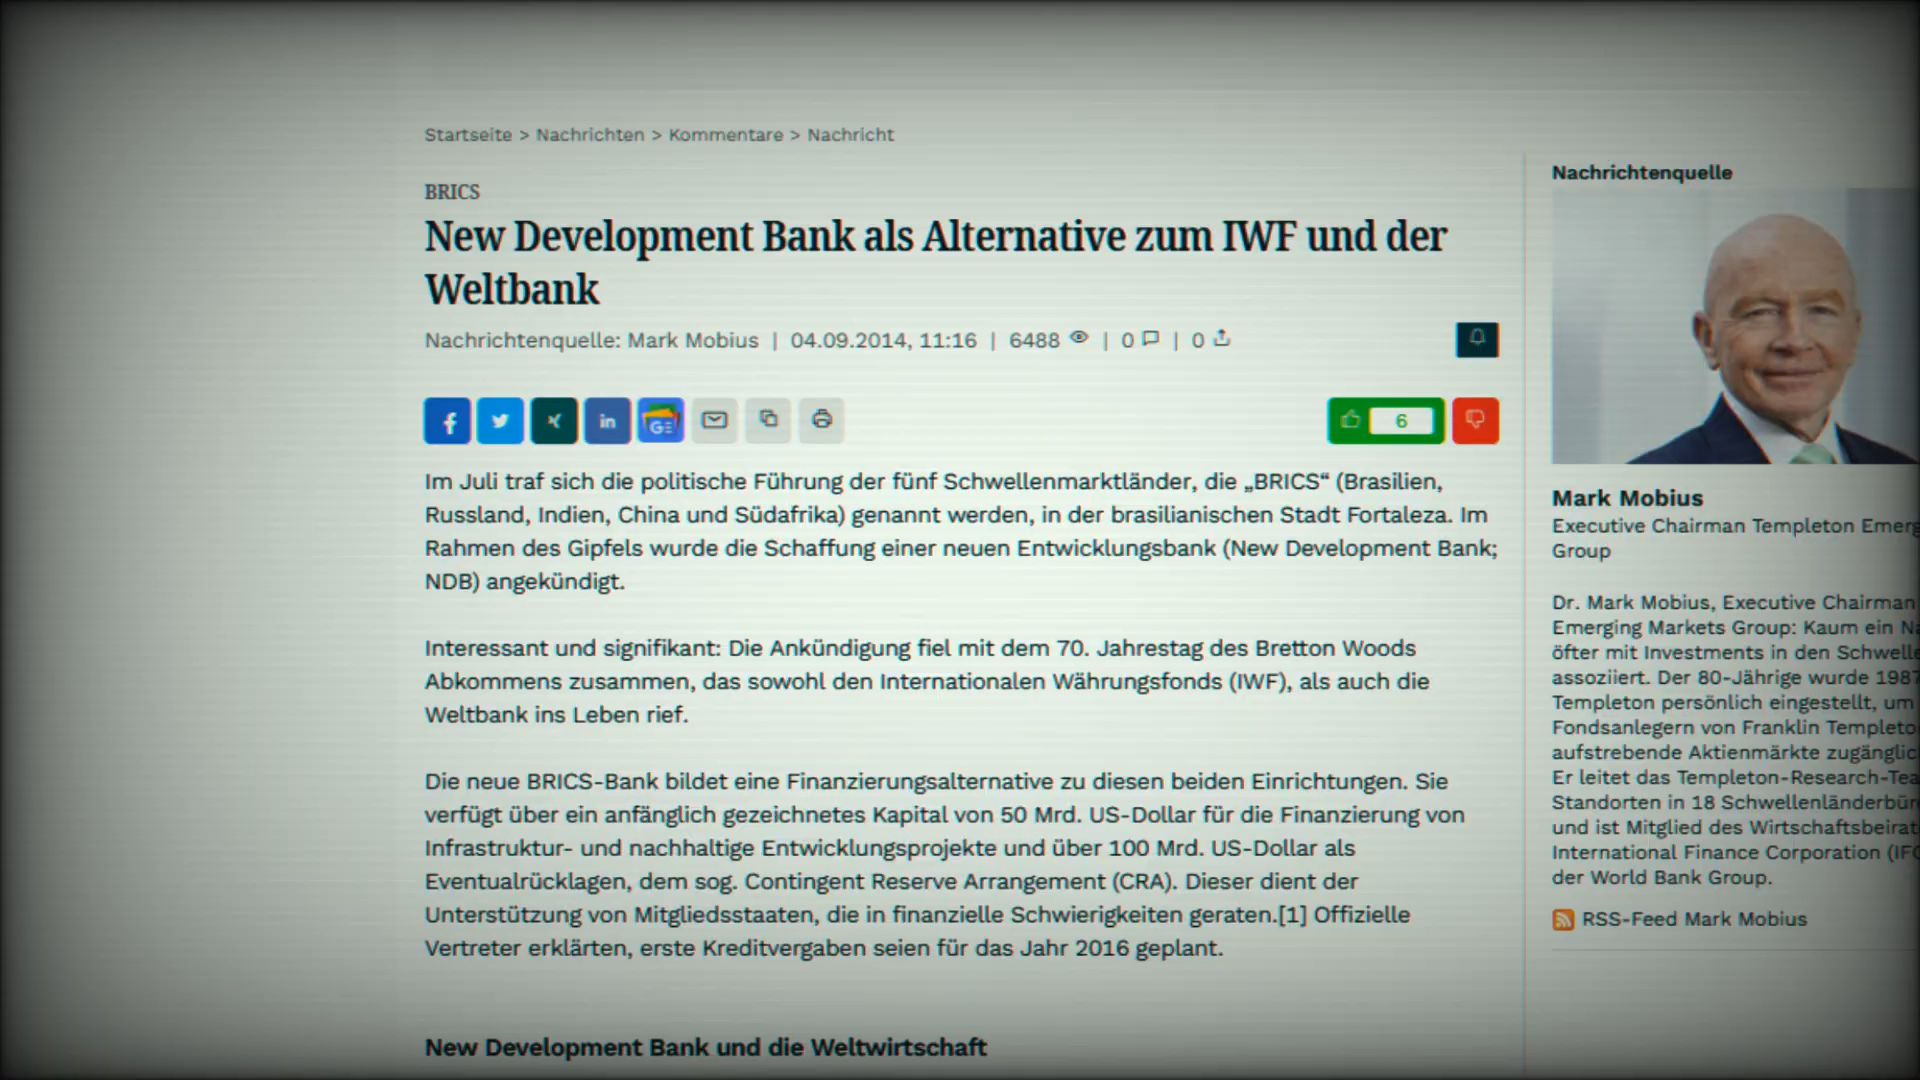 Startseite > Nachrichten > Kommentare > Nachricht
BRICS
New Development Bank als Alternative zum IWF und der
Weltbank
Nachrichtenquelle: Mark Mobius | 04.09.2014, 11:16 | 6488 | 0 | 0
6
Im Juli traf sich die politische Führung der fünf Schwellenmarktländer, die „BRICS“ (Brasilien,
Russland, Indien, China und Südafrika) genannt werden, in der brasilianischen Stadt Fortaleza. Im
Rahmen des Gipfels wurde die Schaffung einer neuen Entwicklungsbank (New Development Bank;
NDB) angekündigt.
Interessant und signifikant: Die Ankündigung fiel mit dem 70. Jahrestag des Bretton Woods
Abkommens zusammen, das sowohl den Internationalen Währungsfonds (IWF), als auch die
Weltbank ins Leben rief.
Die neue BRICS-Bank bildet eine Finanzierungsalternative zu diesen beiden Einrichtungen. Sie
verfügt über ein anfänglich gezeichnetes Kapital von 50 Mrd. US-Dollar für die Finanzierung von
Infrastruktur- und nachhaltige Entwicklungsprojekte und über 100 Mrd. US-Dollar als
Eventualrücklagen, dem sog. Contingent Reserve Arrangement (CRA). Dieser dient der
Unterstützung von Mitgliedsstaaten, die in finanzielle Schwierigkeiten geraten.[1] Offizielle
Vertreter erklärten, erste Kreditvergaben seien für das Jahr 2016 geplant.
New Development Bank und die Weltwirtschaft
Nachrichtenquelle
Mark Mobius
Executive Chairman Templeton Emerg
Group
Dr. Mark Mobius, Executive Chairman
Emerging Markets Group: Kaum ein Na
öfter mit Investments in den Schwelle
assoziiert. Der 80-Jährige wurde 1987
Templeton persönlich eingestellt, um
Fondsanlegern von Franklin Templeto
aufstrebende Aktienmärkte zugänglic
Er leitet das Templeton-Research-Tea
Standorten in 18 Schwellenländerbür
und ist Mitglied des Wirtschaftsbeirat
International Finance Corporation (IFC
der World Bank Group.
RSS-Feed Mark Mobius